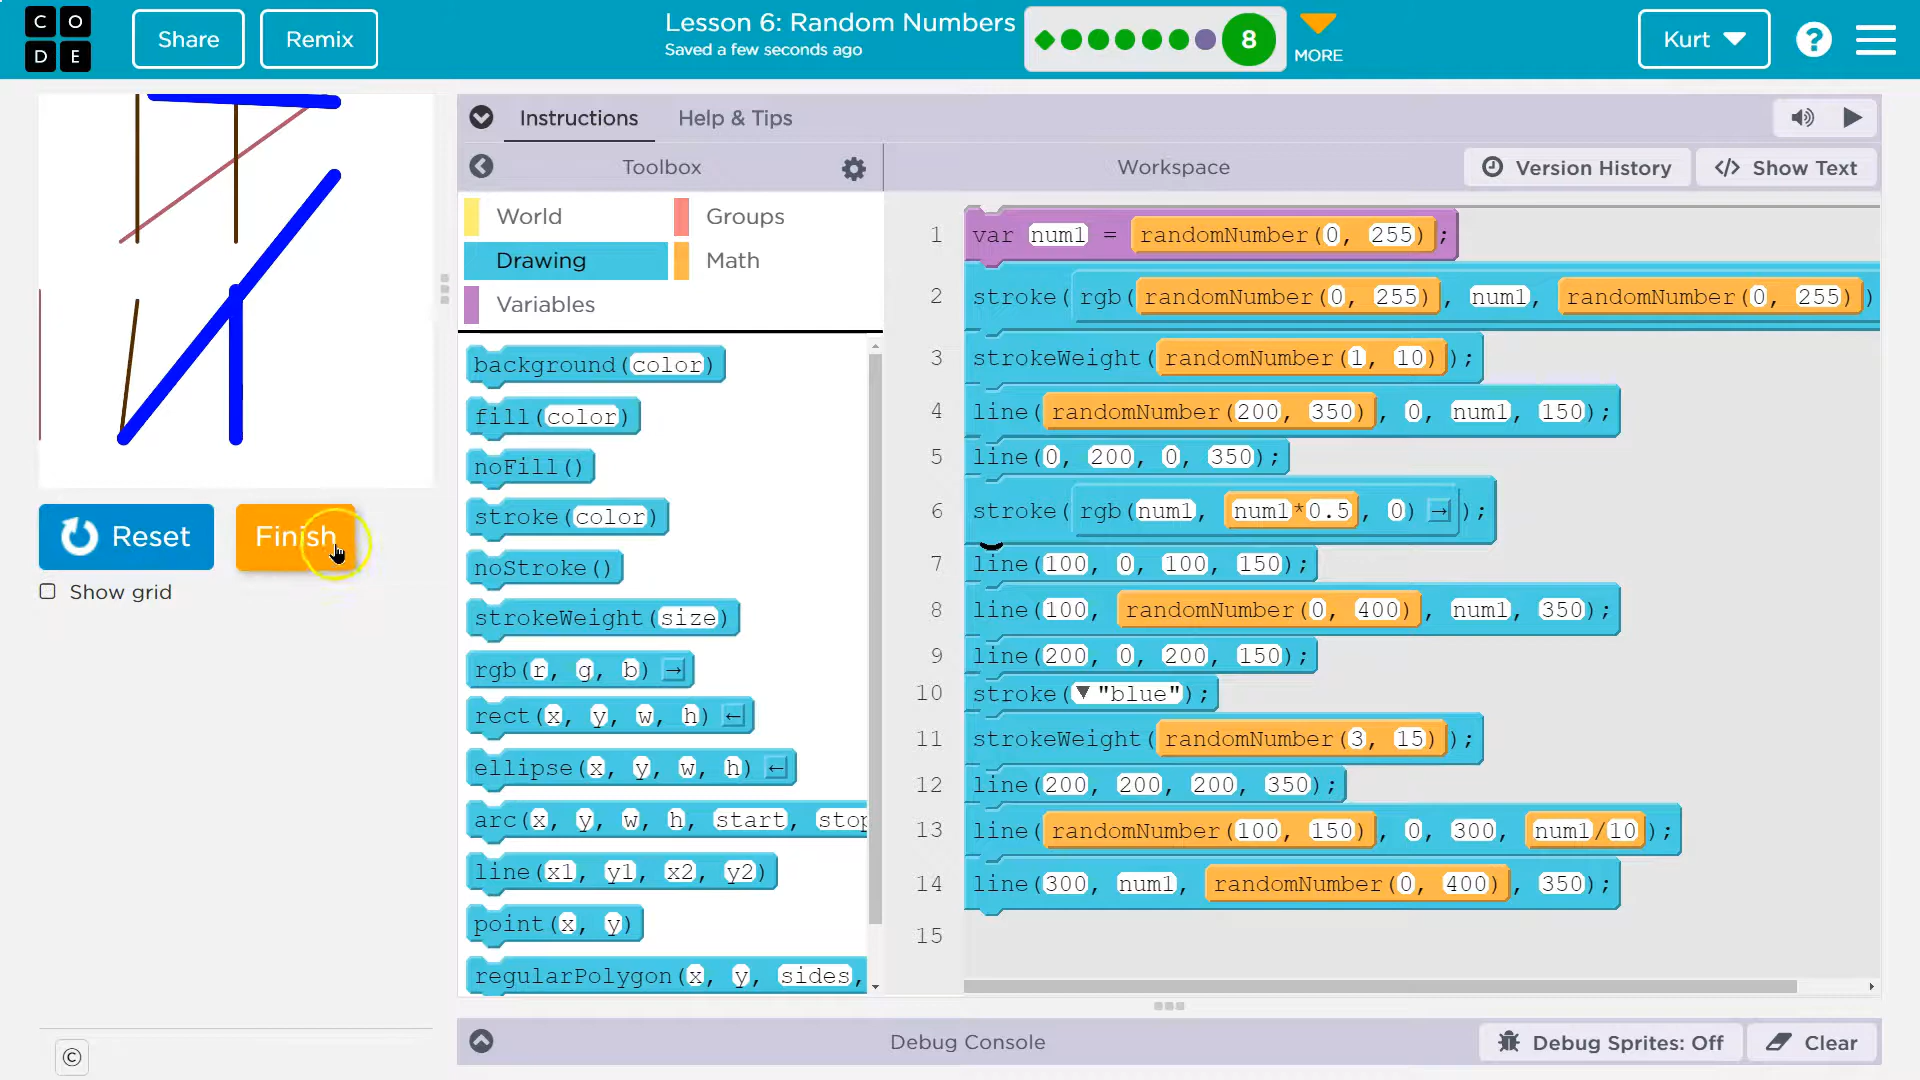 C O
D E
Share
Remix
Lesson 6: Random Numbers
Saved a few seconds ago
8
MORE
Kurt
?
Instructions
Help & Tips
Toolbox
Workspace
Version History
</> Show Text
World
Groups
Drawing
Math
Variables
background(color)
fill(color)
noFill()
stroke(color)
noStroke()
strokeWeight(size)
rgb(r, g, b) →
rect(x, y, w, h) ←
ellipse(x, y, w, h) ←
arc(x, y, w, h, start, stop
line(x1, y1, x2, y2)
point(x, y)
regularPolygon(x, y, sides,
1 var num1 = randomNumber(0, 255);
2 stroke(rgb(randomNumber(0, 255), num1, randomNumber(0, 255))
3 strokeWeight(randomNumber(1, 10));
4 line(randomNumber(200, 350), 0, num1, 150);
5 line(0, 200, 0, 350);
6 stroke(rgb(num1, num1*0.5, 0) →);
7 line(100, 0, 100, 150);
8 line(100, randomNumber(0, 400), num1, 350);
9 line(200, 0, 200, 150);
10 stroke(▼"blue");
11 strokeWeight(randomNumber(3, 15));
12 line(200, 200, 200, 350);
13 line(randomNumber(100, 150), 0, 300, num1/10);
14 line(300, num1, randomNumber(0, 400), 350);
15
Reset
Finish
Show grid
©
Debug Console
Debug Sprites: Off
Clear